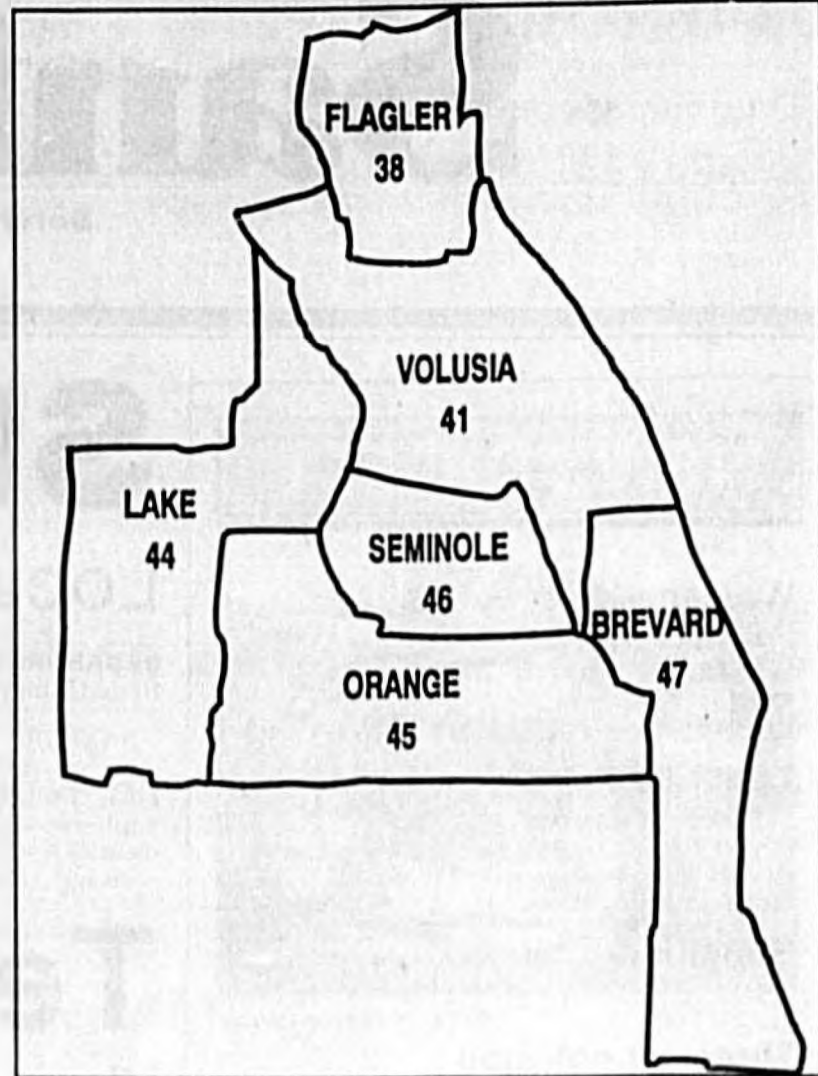 FLAGLER
38
VOLUSIA
41
LAKE
44
SEMINOLE
46
BREVARD
47
ORANGE
45